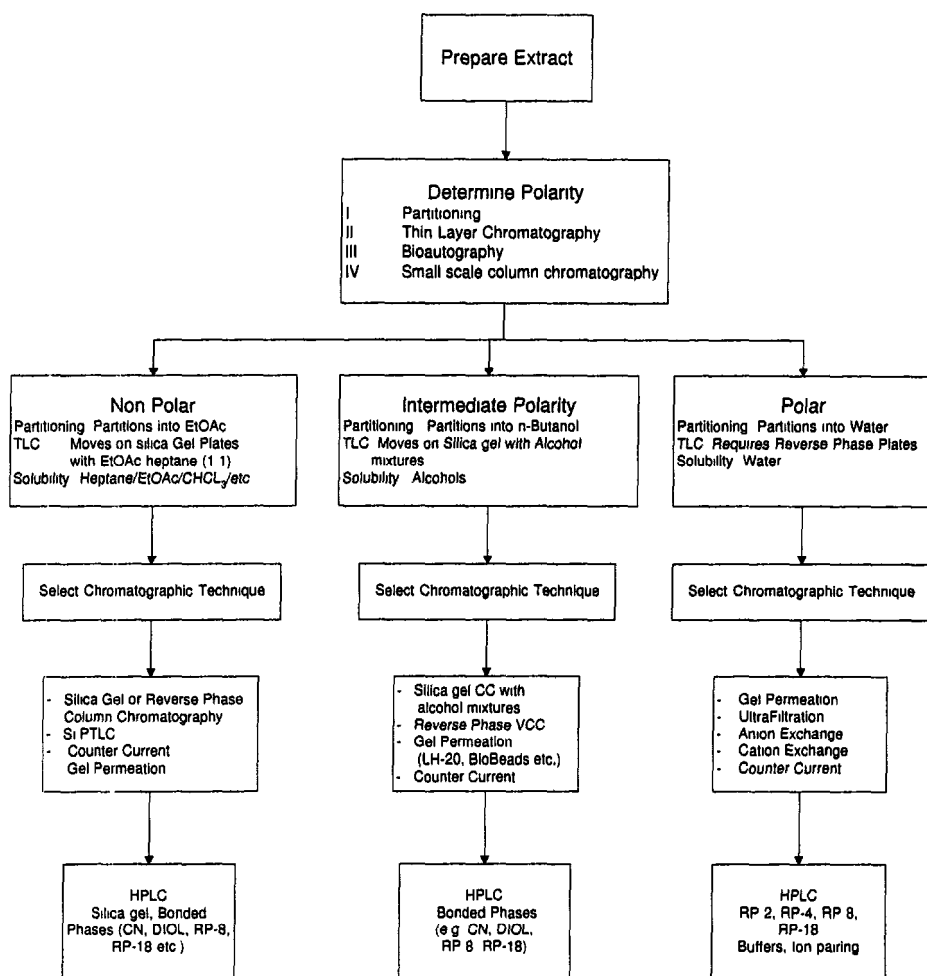 Prepare Extract
Determine Polarity
I Partitioning
II Thin Layer Chromatography
III Bioautography
IV Small scale column chromatography
Non Polar
Partitioning Partitions into EtOAc
TLC Moves on silica Gel Plates
with EtOAc heptane (1 1)
Solubility Heptane/EtOAc/CHCL₃/etc
Intermediate Polarity
Partitioning Partitions into n-Butanol
TLC Moves on Silica gel with Alcohol
mixtures
Solubility Alcohols
Polar
Partitioning Partitions into Water
TLC Requires Reverse Phase Plates
Solubility Water
Select Chromatographic Technique
Select Chromatographic Technique
Select Chromatographic Technique
- Silica Gel or Reverse Phase
Column Chromatography
- Si PTLC
- Counter Current
Gel Permeation
- Silica gel CC with
alcohol mixtures
- Reverse Phase VCC
- Gel Permeation
(LH-20, BioBeads etc.)
- Counter Current
- Gel Permeation
- UltraFiltration
- Anion Exchange
- Cation Exchange
- Counter Current
HPLC
Silica gel, Bonded
Phases (CN, DIOL, RP-8,
RP-18 etc )
HPLC
Bonded Phases
(e g CN, DIOL,
RP 8 RP-18)
HPLC
RP 2, RP-4, RP 8,
RP-18
Buffers, Ion pairing